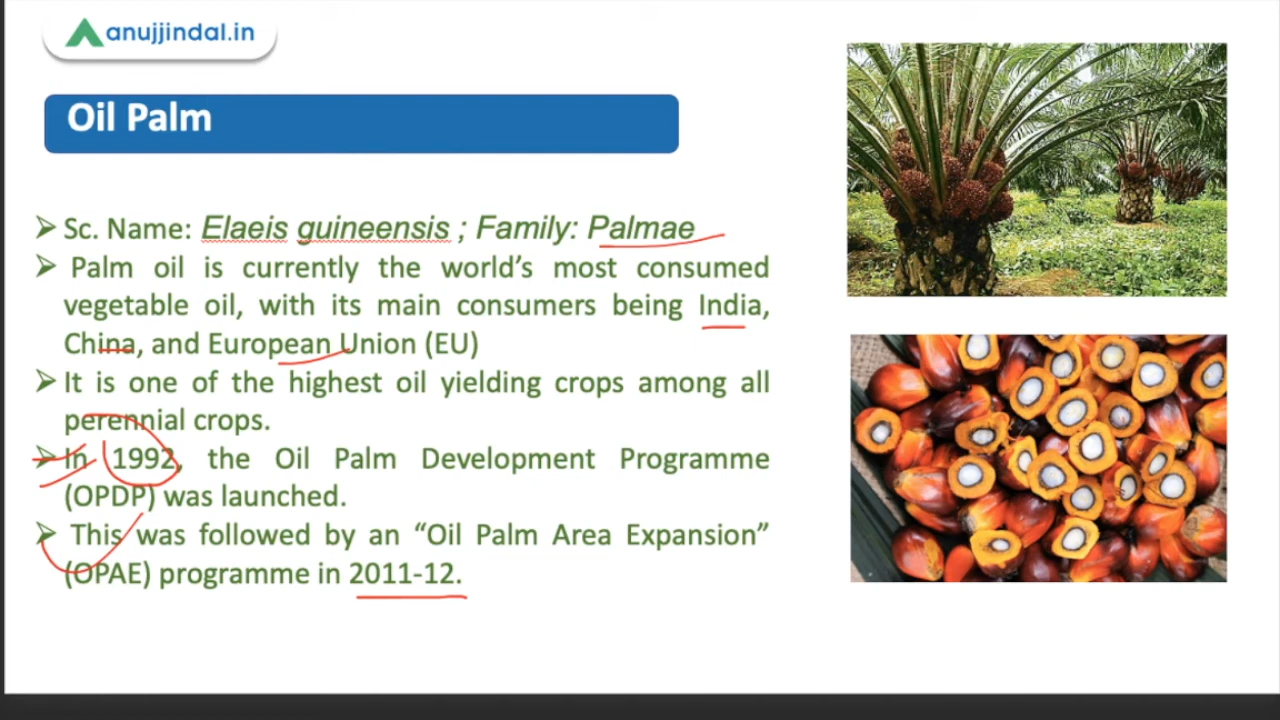 anujjindal.in
Oil Palm
Sc. Name: Elaeis guineensis ; Family: Palmae
Palm oil is currently the world's most consumed
vegetable oil, with its main consumers being India,
China, and European Union (EU)
It is one of the highest oil yielding crops among all
perennial crops.
In 1992, the Oil Palm Development Programme
(OPDP) was launched.
This was followed by an “Oil Palm Area Expansion”
(OPAE) programme in 2011-12.